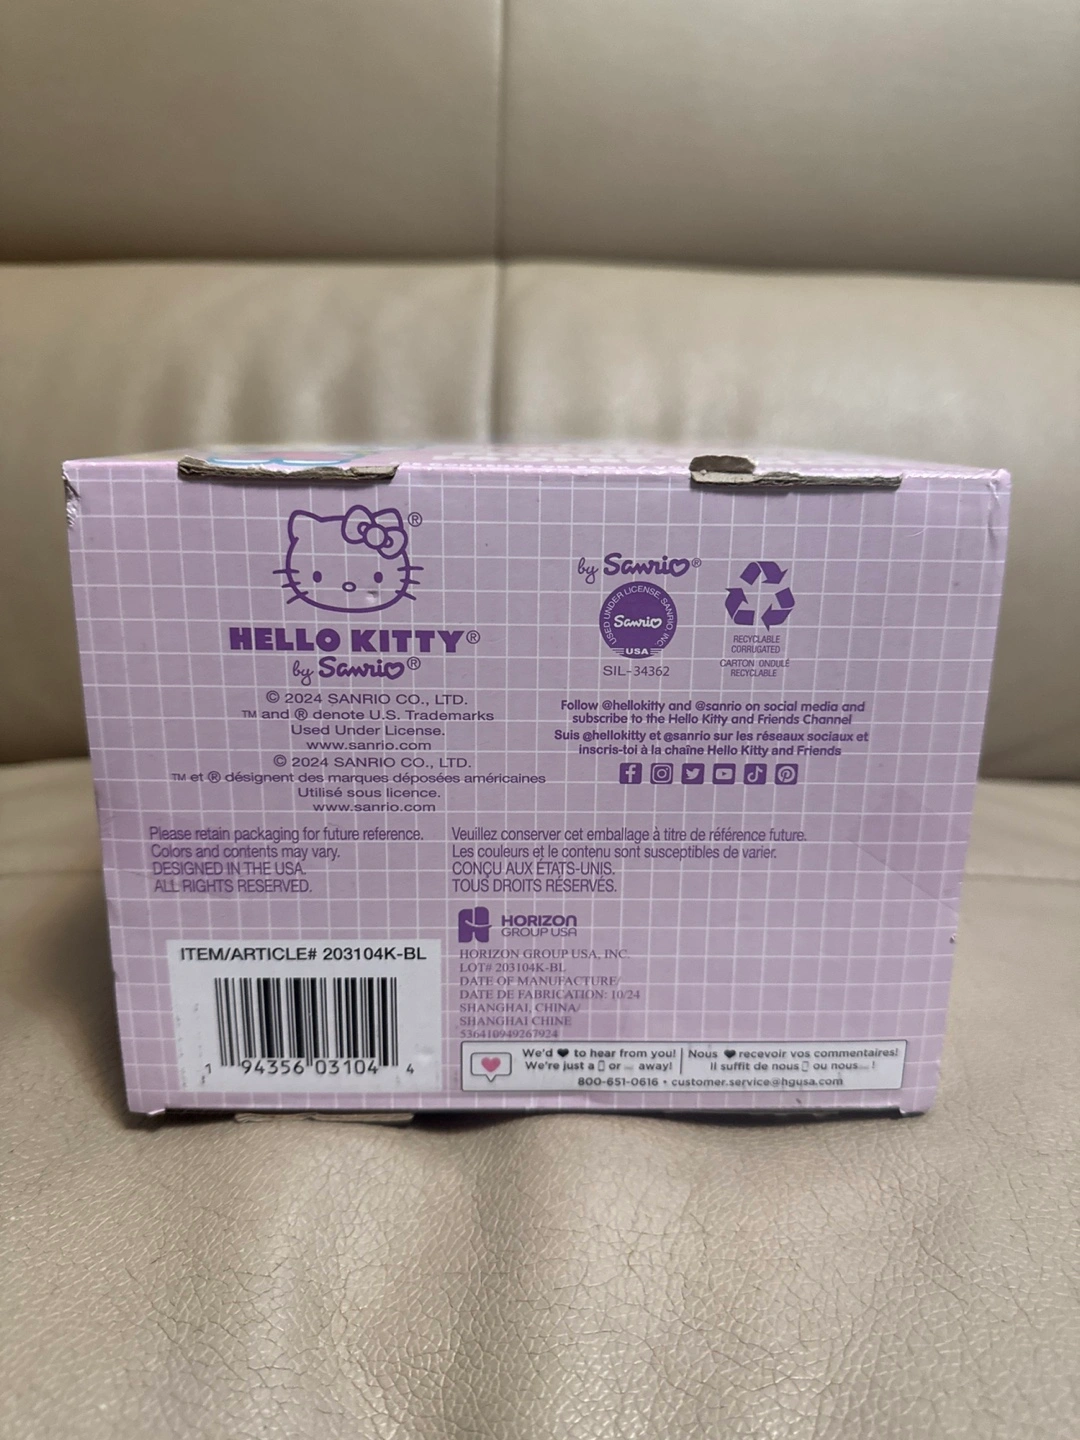 ®
HELLO KITTY®
by Sanrio®
© 2024 SANRIO CO., LTD.
TM and ® denote U.S. Trademarks
Used Under License.
www.sanrio.com
© 2024 SANRIO CO., LTD.
TM et ® désignent des marques déposées américaines
Utilisé sous licence.
www.sanrio.com
by Sanrio®
USED UNDER LICENSE, SANRIO INC.
Sanrio
USA
SIL-34362
RECYCLABLE
CORRUGATED
CARTON ONDULÉ
RECYCLABLE
Follow @hellokitty and @sanrio on social media and
subscribe to the Hello Kitty and Friends Channel
Suis @hellokitty et @sanrio sur les réseaux sociaux et
inscris-toi à la chaîne Hello Kitty and Friends
Please retain packaging for future reference.
Colors and contents may vary.
DESIGNED IN THE USA.
ALL RIGHTS RESERVED.
Veuillez conserver cet emballage à titre de référence future.
Les couleurs et le contenu sont susceptibles de varier.
CONÇU AUX ÉTATS-UNIS.
TOUS DROITS RÉSERVÉS.
HORIZON
GROUP USA
HORIZON GROUP USA, INC.
LOT# 203104K-BL
DATE OF MANUFACTURE/
DATE DE FABRICATION: 10/24
SHANGHAI, CHINA/
SHANGHAI CHINE
536410949267924
ITEM/ARTICLE# 203104K-BL
1 94356 03104 4
We'd ♥ to hear from you!
We're just a or ... away!
Nous ♥ recevoir vos commentaires!
Il suffit de nous ou nous... !
800-651-0616 • customer.service@hgusa.com